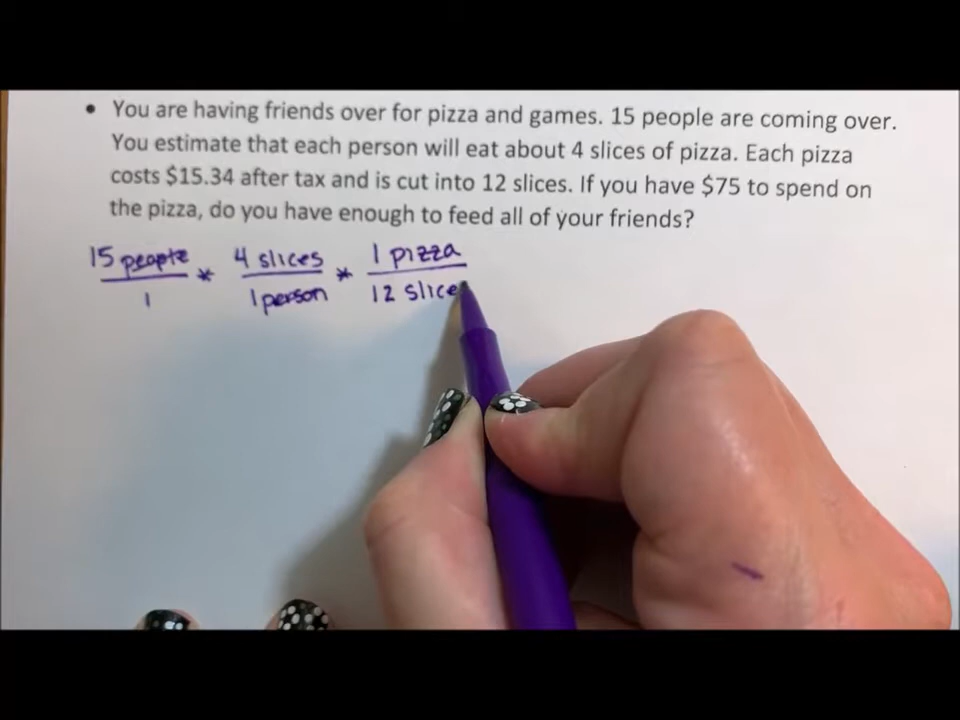 • You are having friends over for pizza and games. 15 people are coming over.
You estimate that each person will eat about 4 slices of pizza. Each pizza
costs $15.34 after tax and is cut into 12 slices. If you have $75 to spend on
the pizza, do you have enough to feed all of your friends?
15 people * 4 slices * 1 pizza
1 1 person 12 slice